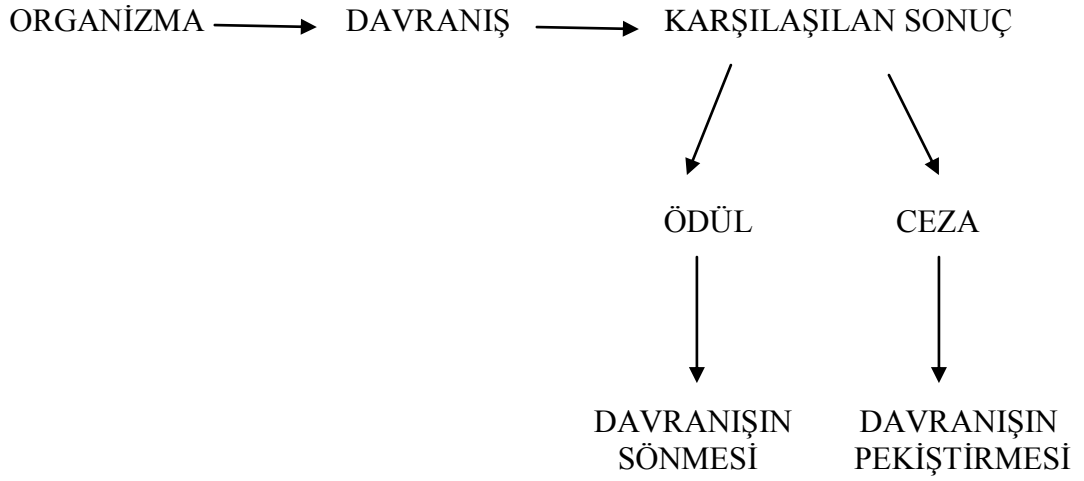 ORGANİZMA DAVRANIŞ KARŞILAŞILAN SONUÇ
ÖDÜL CEZA
DAVRANIŞIN DAVRANIŞIN
SÖNMESİ PEKİŞTİRMESİ